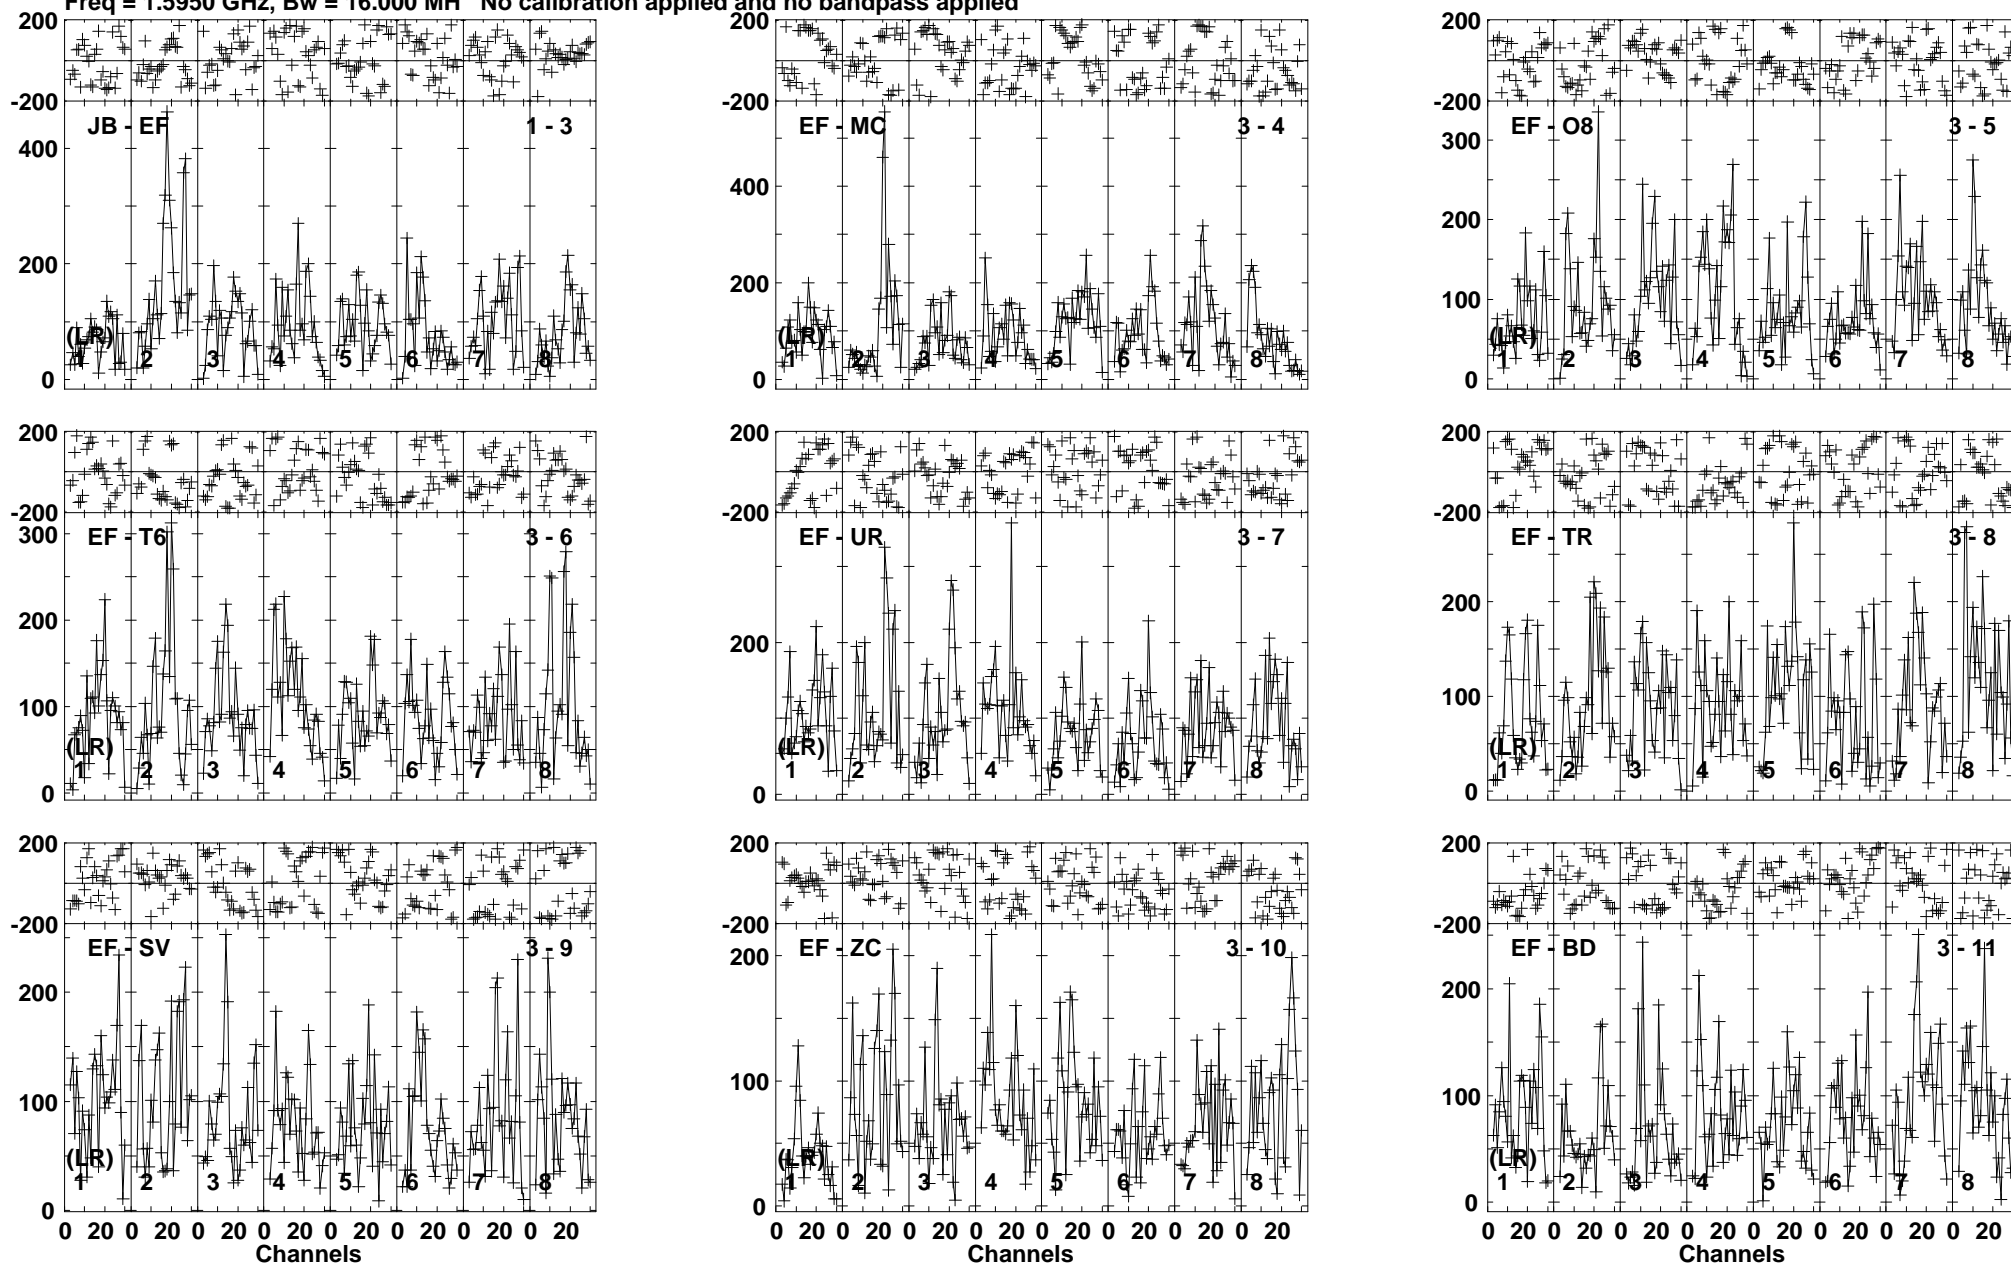 Freq = 1.5950 GHz, Bw = 16.000 MH No calibration applied and no bandpass applied
200 200 200
-200 -200 -200
JB - EF 1 - 3 EF - MC 3 - 4 EF - O8 3 - 5
400 400 300
200 200 200
100
0 0 0
(LR) (LR) (LR)
1 2 3 4 5 6 7 8 1 2 3 4 5 6 7 8 1 2 3 4 5 6 7 8
200 200 200
-200 -200 -200
EF - T6 3 - 6 EF - UR 3 - 7 EF - TR 3 - 8
300
200 200 200
100 100
0 0 0
(LR) (LR) (LR)
1 2 3 4 5 6 7 8 1 2 3 4 5 6 7 8 1 2 3 4 5 6 7 8
200 200 200
-200 -200 -200
EF - SV 3 - 9 EF - ZC 3 - 10 EF - BD 3 - 11
200 200 200
100 100 100
0 0 0
(LR) (LR) (LR)
1 2 3 4 5 6 7 8 1 2 3 4 5 6 7 8 1 2 3 4 5 6 7 8
0 20 0 20 0 20 0 20 0 20 0 20 0 20 0 20 0 20 0 20 0 20 0 20 0 20 0 20 0 20 0 20 0 20 0 20 0 20 0 20 0 20 0 20 0 20 0 20
Channels Channels Channels